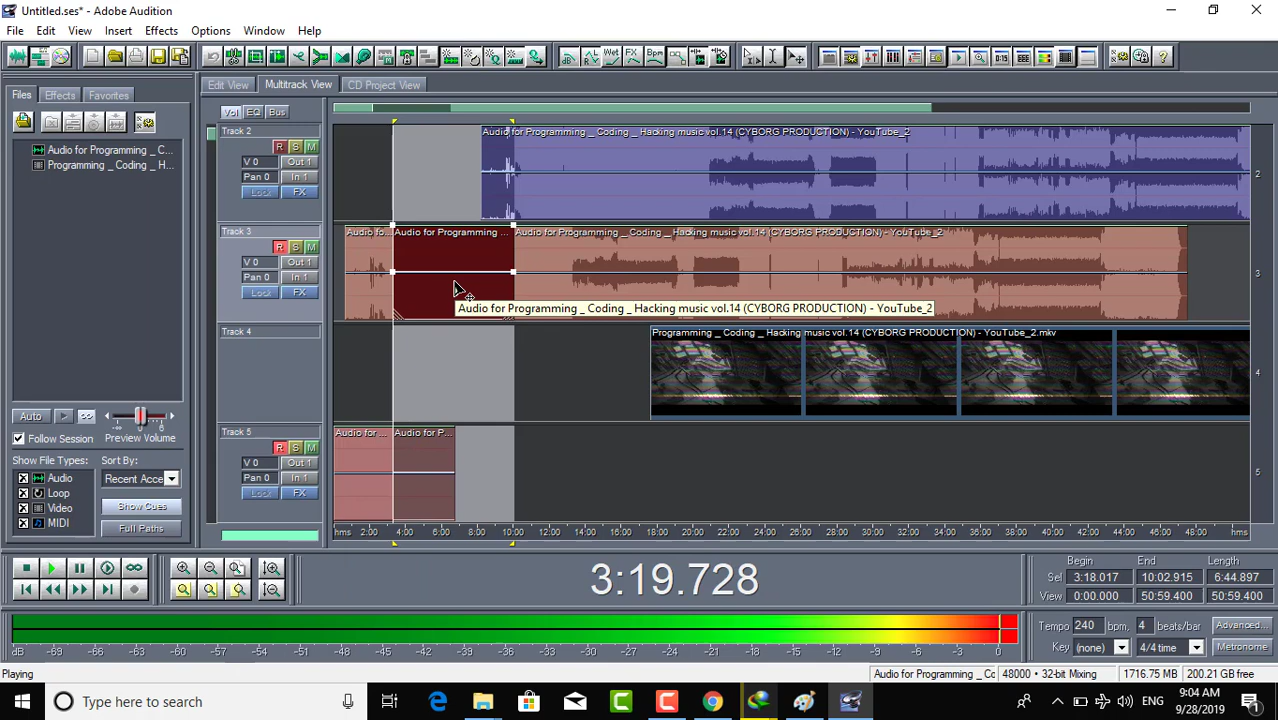 Untitled.ses* - Adobe Audition
File Edit View Insert Effects Options Window Help
Files Effects Favorites
Edit View Multitrack View CD Project View
Audio for Programming _ C...
Programming _ Coding _ H...
Auto
Follow Session
Preview Volume
-∞ 0 6
Show File Types:
Sort By:
Audio
Loop
Video
MIDI
Recent Acce
Show Cues
Full Paths
Vol EQ Bus
Track 2
R S M
V 0 Out 1
Pan 0 In 1
Lock FX
Audio for Programming _ Coding _ Hacking music vol.14 (CYBORG PRODUCTION) - YouTube_2
2
Track 3
R S M
V 0 Out 1
Pan 0 In 1
Lock FX
Audio fo... Audio for Programming ... Audio for Programming _ Coding _ Hacking music vol.14 (CYBORG PRODUCTION) - YouTube_2
3
Audio for Programming _ Coding _ Hacking music vol.14 (CYBORG PRODUCTION) - YouTube_2
Track 4
Programming _ Coding _ Hacking music vol.14 (CYBORG PRODUCTION) - YouTube_2.mkv
4
Track 5
R S M
V 0 Out 1
Pan 0 In 1
Lock FX
Audio for ... Audio for P...
5
hms 2:00 4:00 6:00 8:00 10:00 12:00 14:00 16:00 18:00 20:00 22:00 24:00 26:00 28:00 30:00 32:00 34:00 36:00 38:00 40:00 42:00 44:00 46:00 48:00 hms
3:19.728
Begin End Length
Sel 3:18.017 10:02.915 6:44.897
View 0:00.000 50:59.400 50:59.400
dB -69 -66 -63 -60 -57 -54 -51 -48 -45 -42 -39 -36 -33 -30 -27 -24 -21 -18 -15 -12 -9 -6 -3 0
Tempo 240 bpm, 4 beats/bar Advanced...
Key (none) 4/4 time Metronome
Playing
Audio for Programming _ Co 48000 • 32-bit Mixing 1716.75 MB 200.21 GB free
Type here to search
ENG
9:04 AM
9/28/2019